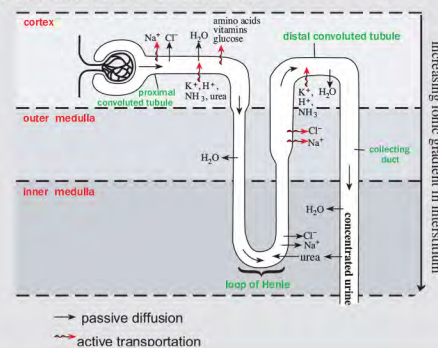 cortex
Na⁺ Cl⁻
H₂O
amino acids
vitamins
glucose
distal convoluted tubule
proximal
convoluted tubule
K⁺, H⁺,
NH₃, urea
K⁺,
H⁺,
NH₃
H₂O
outer medulla
Cl⁻
Na⁺
collecting
duct
H₂O
inner medulla
H₂O
Cl⁻
Na⁺
urea
loop of Henle
concentrated urine
increasing ionic gradient in interstitium
passive diffusion
active transportation